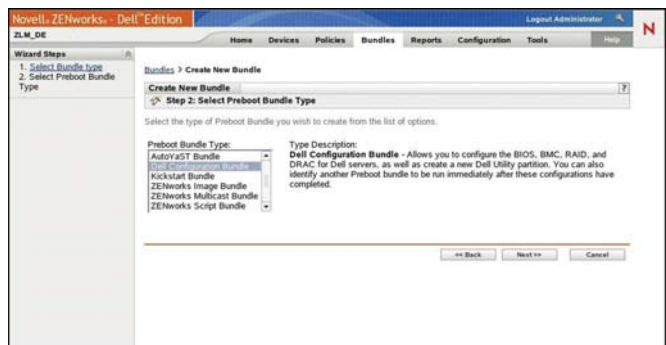 Novell. ZENworks. - Dell™ Edition
Logout Administrator
N
ZLM_DE
Home Devices Policies Bundles Reports Configuration Tools Help
Wizard Steps
1. Select Bundle type
2. Select Preboot Bundle
Type
Bundles > Create New Bundle
Create New Bundle ?
Step 2: Select Preboot Bundle Type
Select the type of Preboot Bundle you wish to create from the list of options.
Preboot Bundle Type:
AutoYaST Bundle
Dell Configuration Bundle
Kickstart Bundle
ZENworks Image Bundle
ZENworks Multicast Bundle
ZENworks Script Bundle
Type Description:
Dell Configuration Bundle - Allows you to configure the BIOS, BMC, RAID, and
DRAC for Dell servers, as well as create a new Dell Utility partition. You can also
identify another Preboot bundle to be run immediately after these configurations have
completed.
<< Back Next >> Cancel